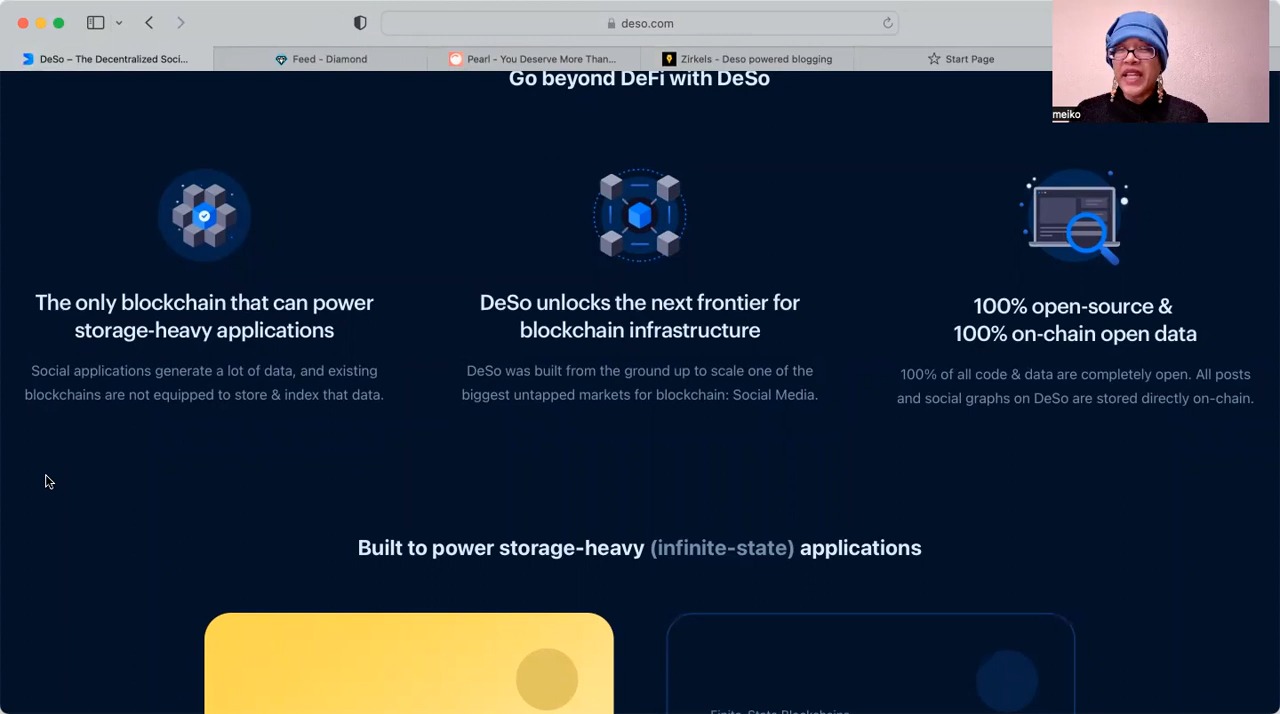 deso.com
DeSo – The Decentralized Soci...
Feed - Diamond
Pearl - You Deserve More Than...
Zirkels - Deso powered blogging
Start Page
meiko
Go beyond DeFi with DeSo
The only blockchain that can power
storage-heavy applications
Social applications generate a lot of data, and existing
blockchains are not equipped to store & index that data.
DeSo unlocks the next frontier for
blockchain infrastructure
DeSo was built from the ground up to scale one of the
biggest untapped markets for blockchain: Social Media.
100% open-source &
100% on-chain open data
100% of all code & data are completely open. All posts
and social graphs on DeSo are stored directly on-chain.
Built to power storage-heavy (infinite-state) applications
Finite-State Blockchains